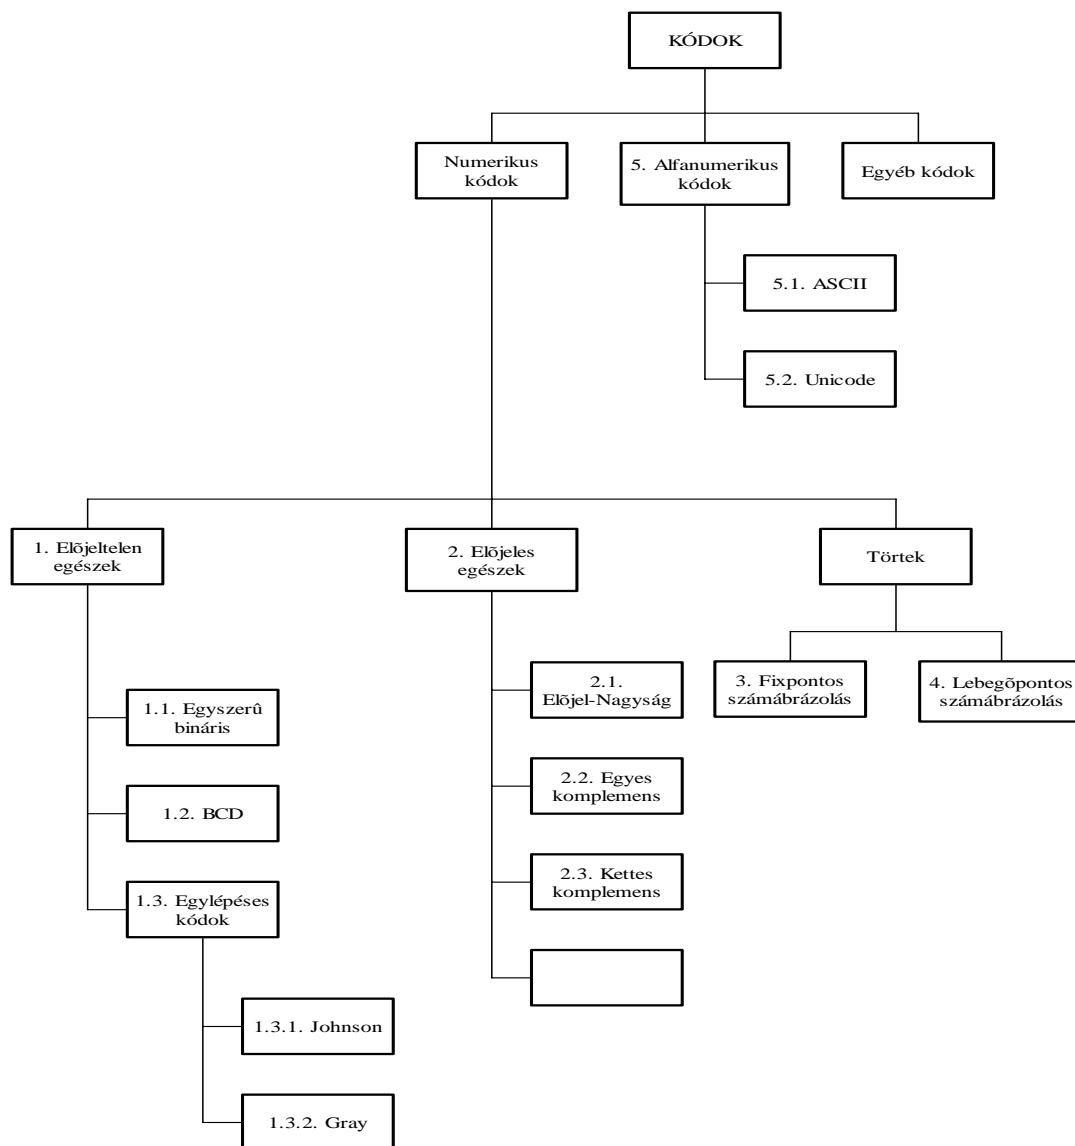 KÓDOK
Numerikus
kódok
5. Alfanumerikus
kódok
Egyéb kódok
5.1. ASCII
5.2. Unicode
1. Elõjeltelen
egészek
2. Elõjeles
egészek
Törtek
1.1. Egyszerû
bináris
1.2. BCD
1.3. Egylépéses
kódok
1.3.1. Johnson
1.3.2. Gray
2.1.
Elõjel-Nagyság
2.2. Egyes
komplemens
2.3. Kettes
komplemens
3. Fixpontos
számábrázolás
4. Lebegõpontos
számábrázolás